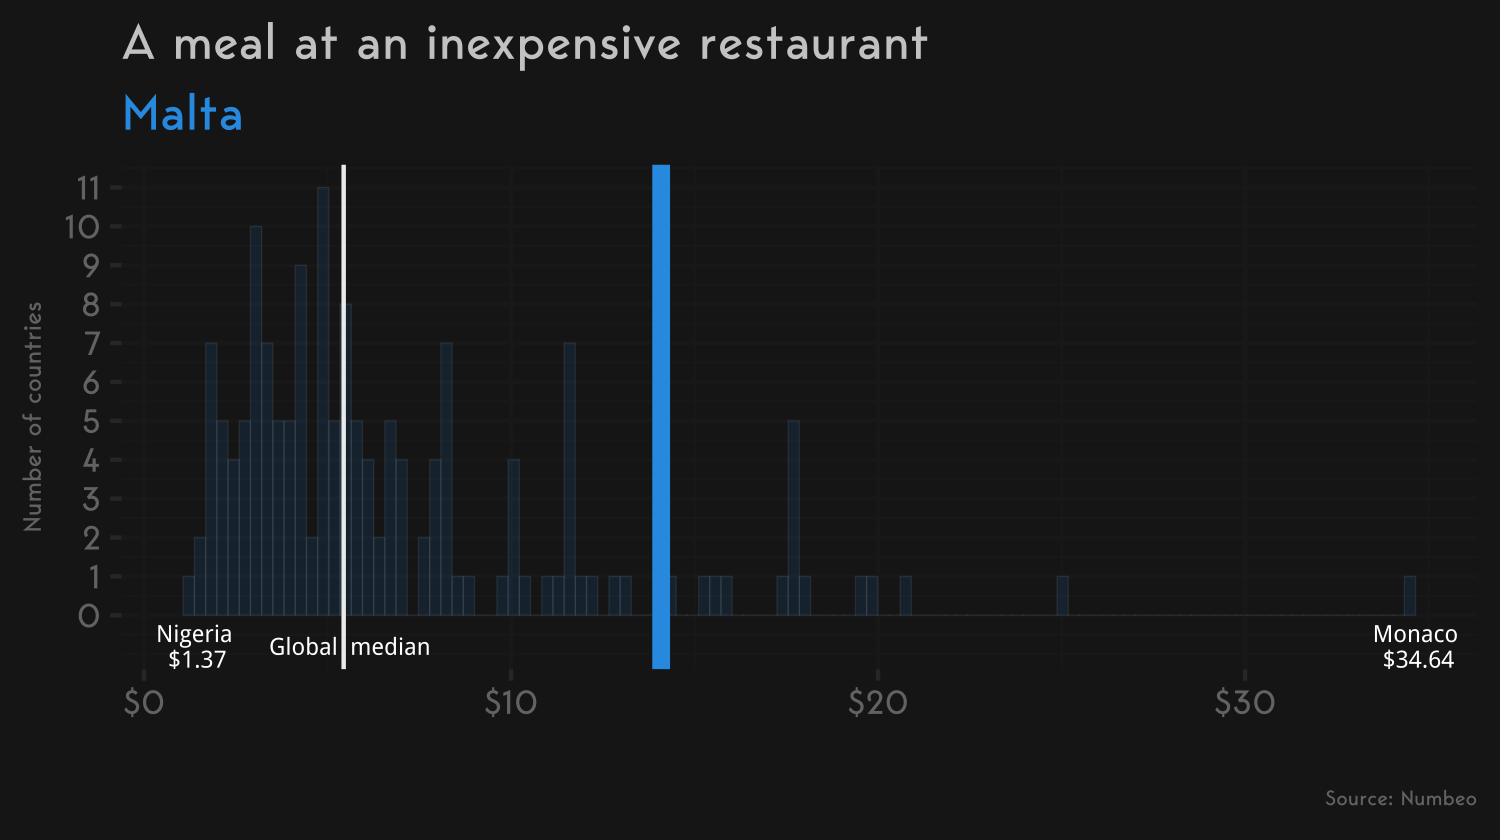 A meal at an inexpensive restaurant
Malta
Number of countries
11
10
9
8
7
6
5
4
3
2
1
0
Nigeria
$1.37
Global median
Monaco
$34.64
$0 $10 $20 $30
Source: Numbeo